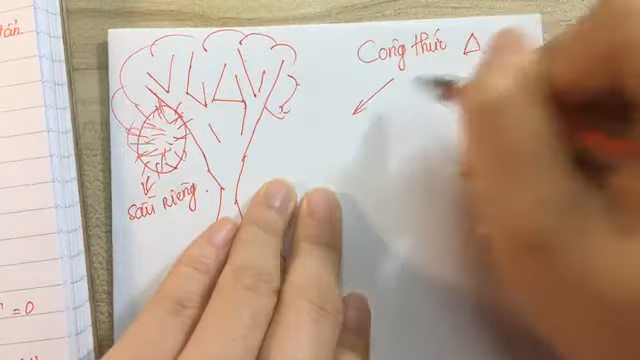 Công thức Δ
sầu riêng.
= 0